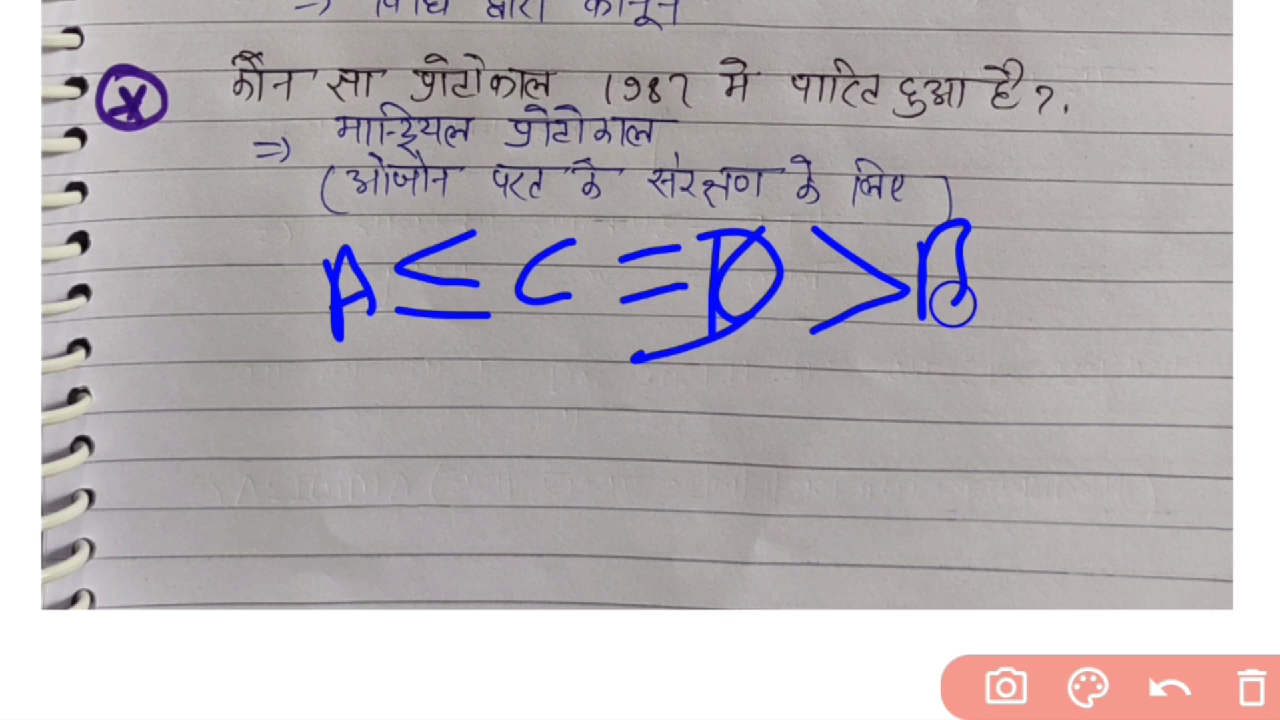 => विधि द्वारा कानून
कौन सा प्रोटोकाल 1987 मे पारित हुआ है?.
=> मान्ट्रियल प्रोटोकाल
(ओजोन परत के संरक्षण के लिए)
A ≤ C = D > B